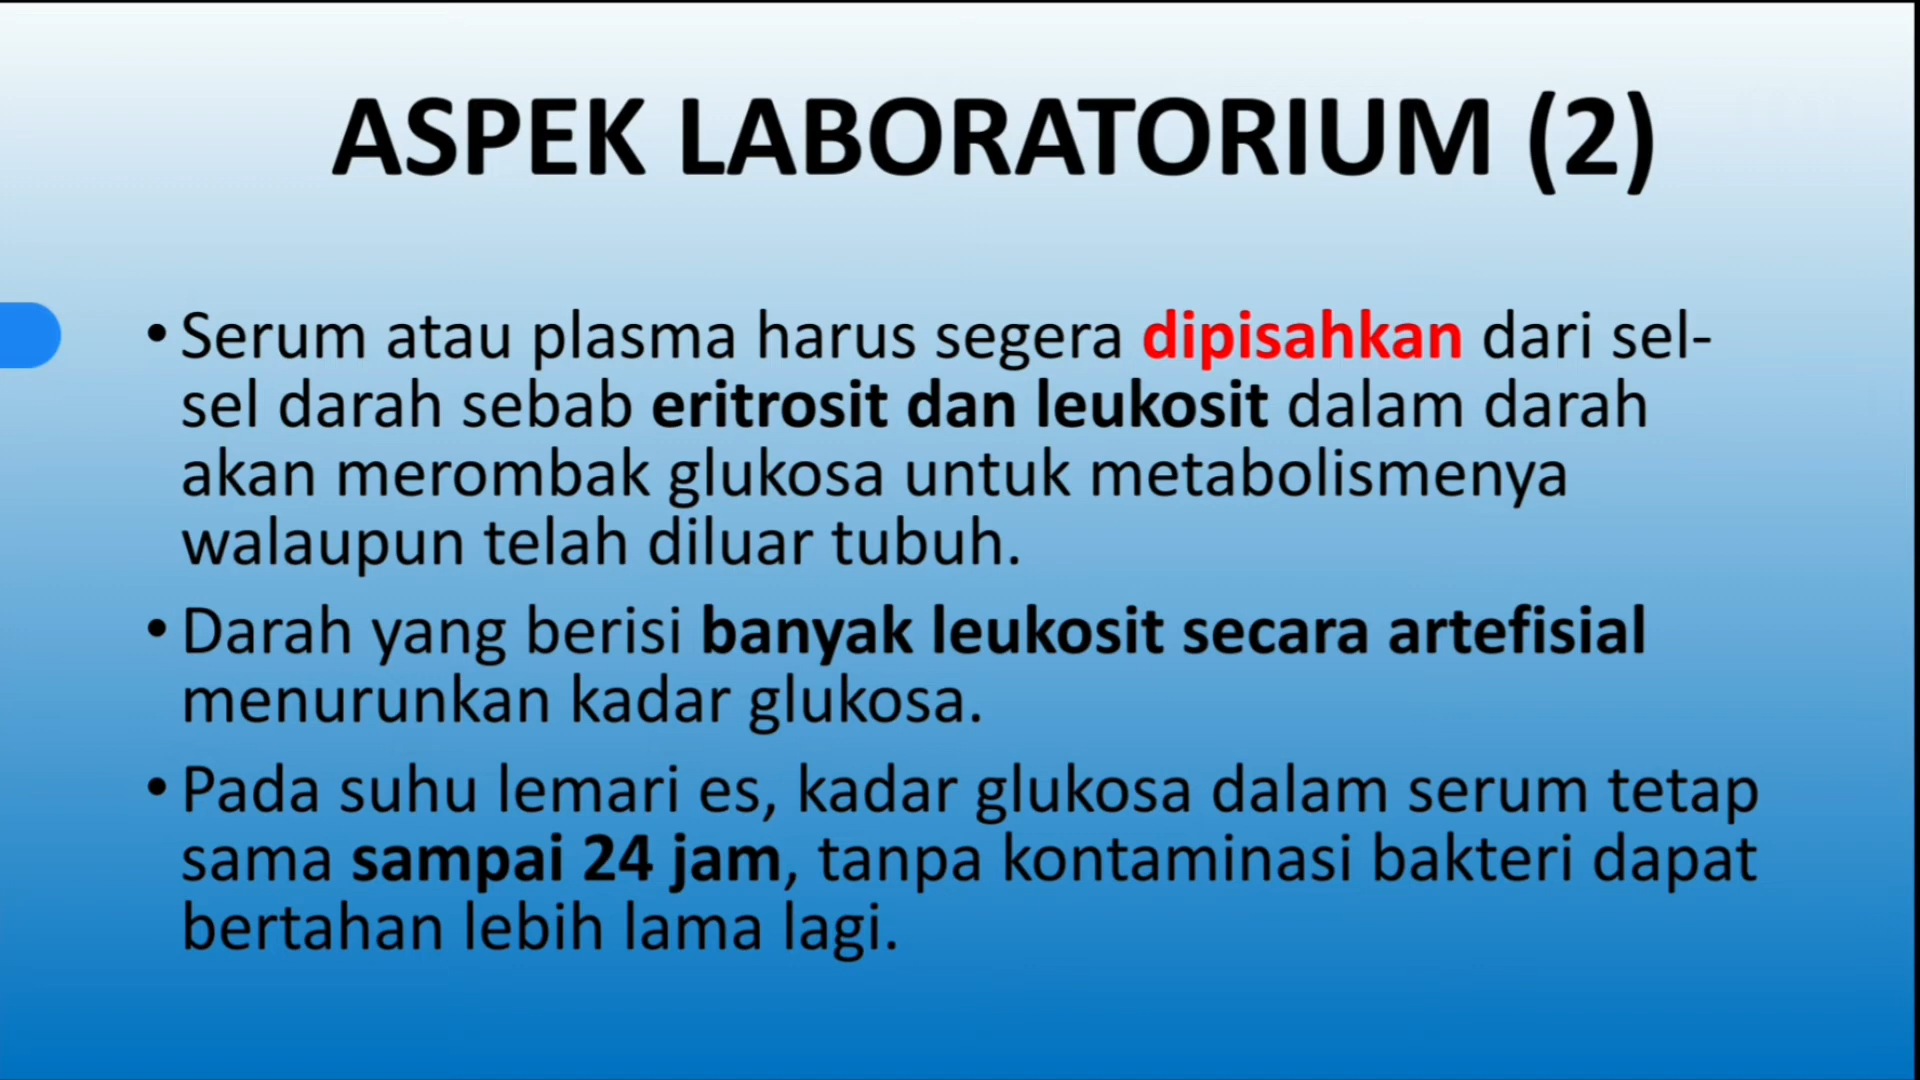 ASPEK LABORATORIUM (2)
• Serum atau plasma harus segera dipisahkan dari sel-
sel darah sebab eritrosit dan leukosit dalam darah
akan merombak glukosa untuk metabolismenya
walaupun telah diluar tubuh.
• Darah yang berisi banyak leukosit secara artefisial
menurunkan kadar glukosa.
• Pada suhu lemari es, kadar glukosa dalam serum tetap
sama sampai 24 jam, tanpa kontaminasi bakteri dapat
bertahan lebih lama lagi.